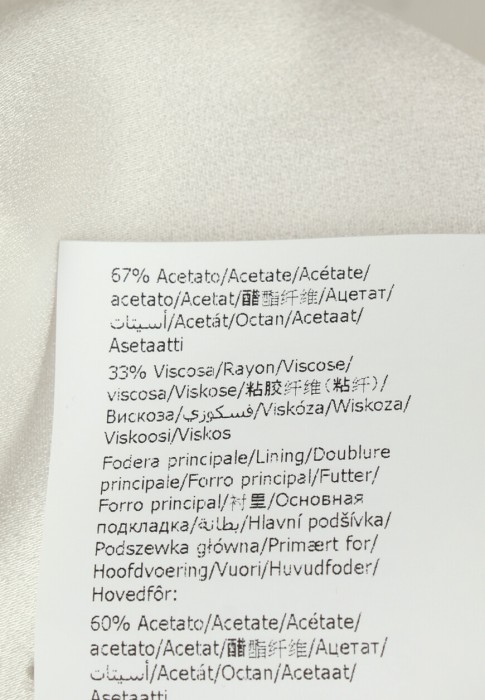 67% Acetato/Acetate/Acétate/
acetato/Acetat/醋酯纤维/Ацетат/
أسيتات/Acetát/Octan/Acetaat/
Asetaatti
33% Viscosa/Rayon/Viscose/
viscosa/Viskose/粘胶纤维(粘纤)/
Вискоза/فسكوزي/Viskóza/Wiskoza/
Viskoosi/Viskos
Fodera principale/Lining/Doublure
principale/Forro principal/Futter/
Forro principal/衬里/Основная
подкладка/بطانة/Hlavní podšívka/
Podszewka główna/Primært for/
Hoofdvoering/Vuori/Huvudfoder/
Hovedfôr:
60% Acetato/Acetate/Acétate/
acetato/Acetat/醋酯纤维/Ацетат/
أسيتات/Acetát/Octan/Acetaat/
Asetaatti